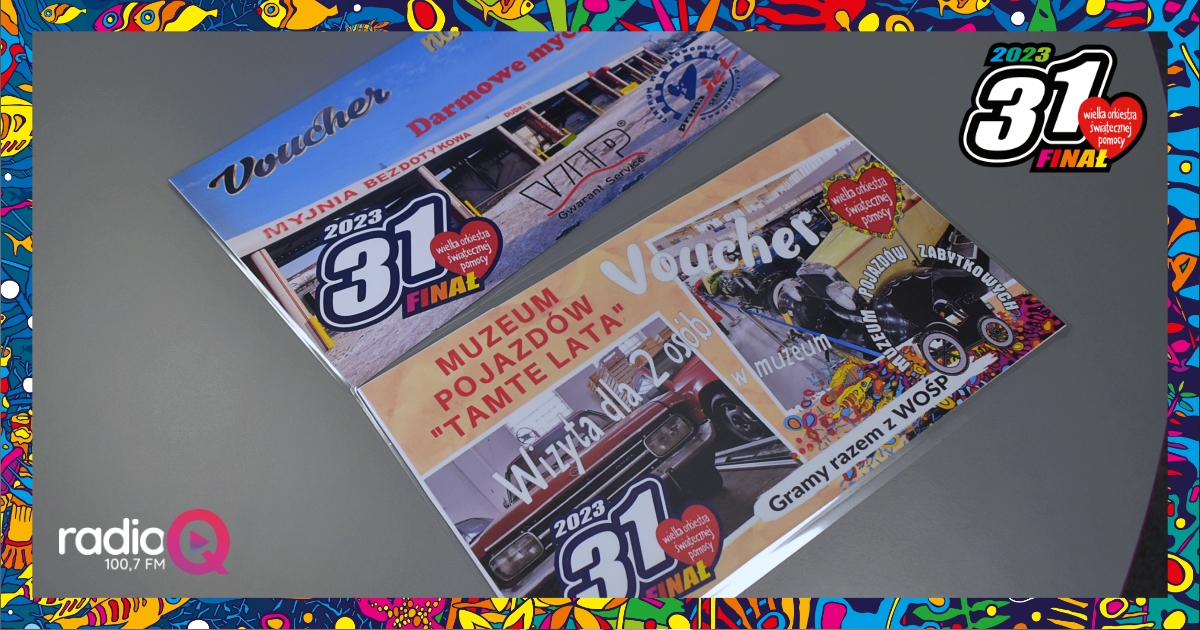 2023
31
wielka orkiestra
świątecznej
pomocy
FINAŁ
Voucher
na
Darmowe myc
MYJNIA BEZDOTYKOWA
2023
31
wielka orkiestra
świątecznej
pomocy
FINAŁ
Gwarant Service
Voucher
wielka orkiestra
świątecznej
pomocy
MUZEUM
POJAZDÓW
"TAMTE LATA"
Wizyta dla 2 osób
w muzeum
MUZEUM POJAZDÓW ZABYTKOWYCH
Gramy razem z WOŚP
2023
31
wielka orkiestra
świątecznej
pomocy
FINAŁ
radio Q
100,7 FM